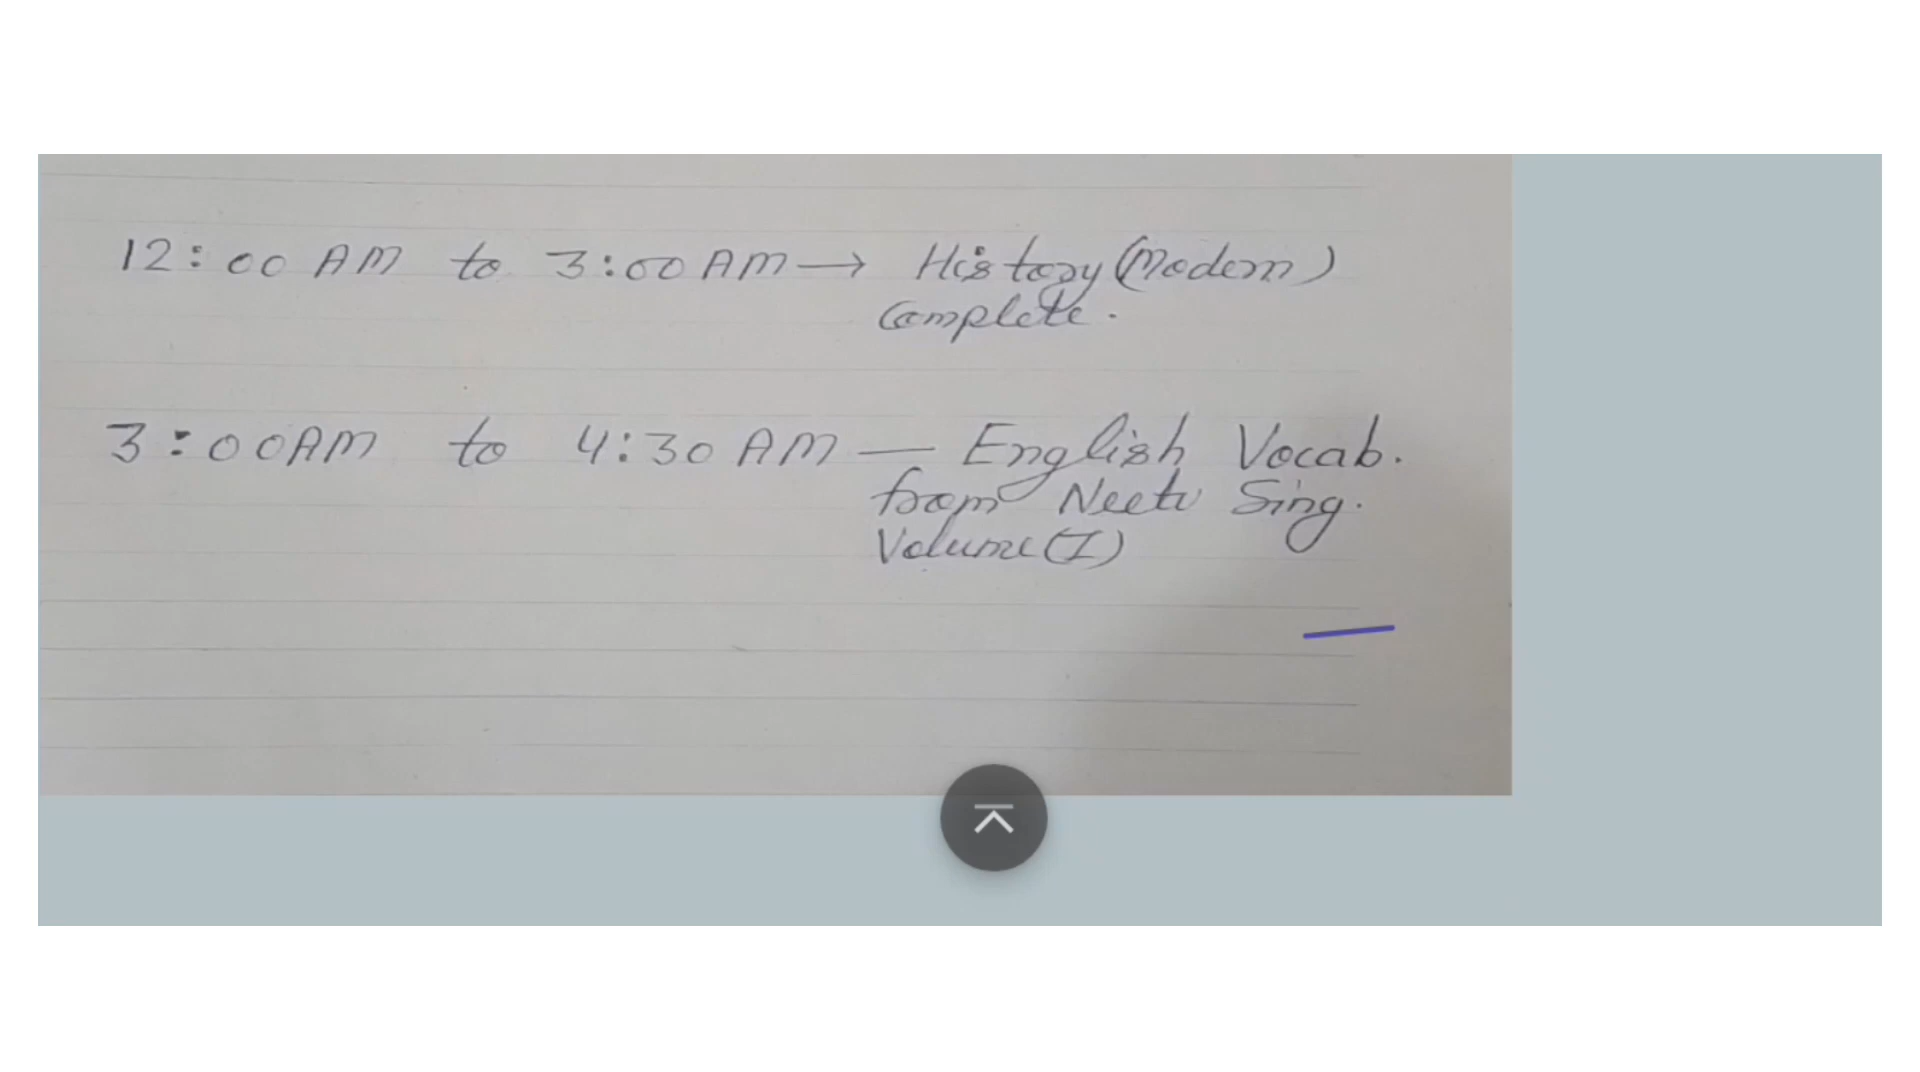 12:00 AM to 3:00 AM → History (Modern)
Complete.
3:00AM to 4:30 AM — English Vocab.
from Neetu Sing.
Volume (I)